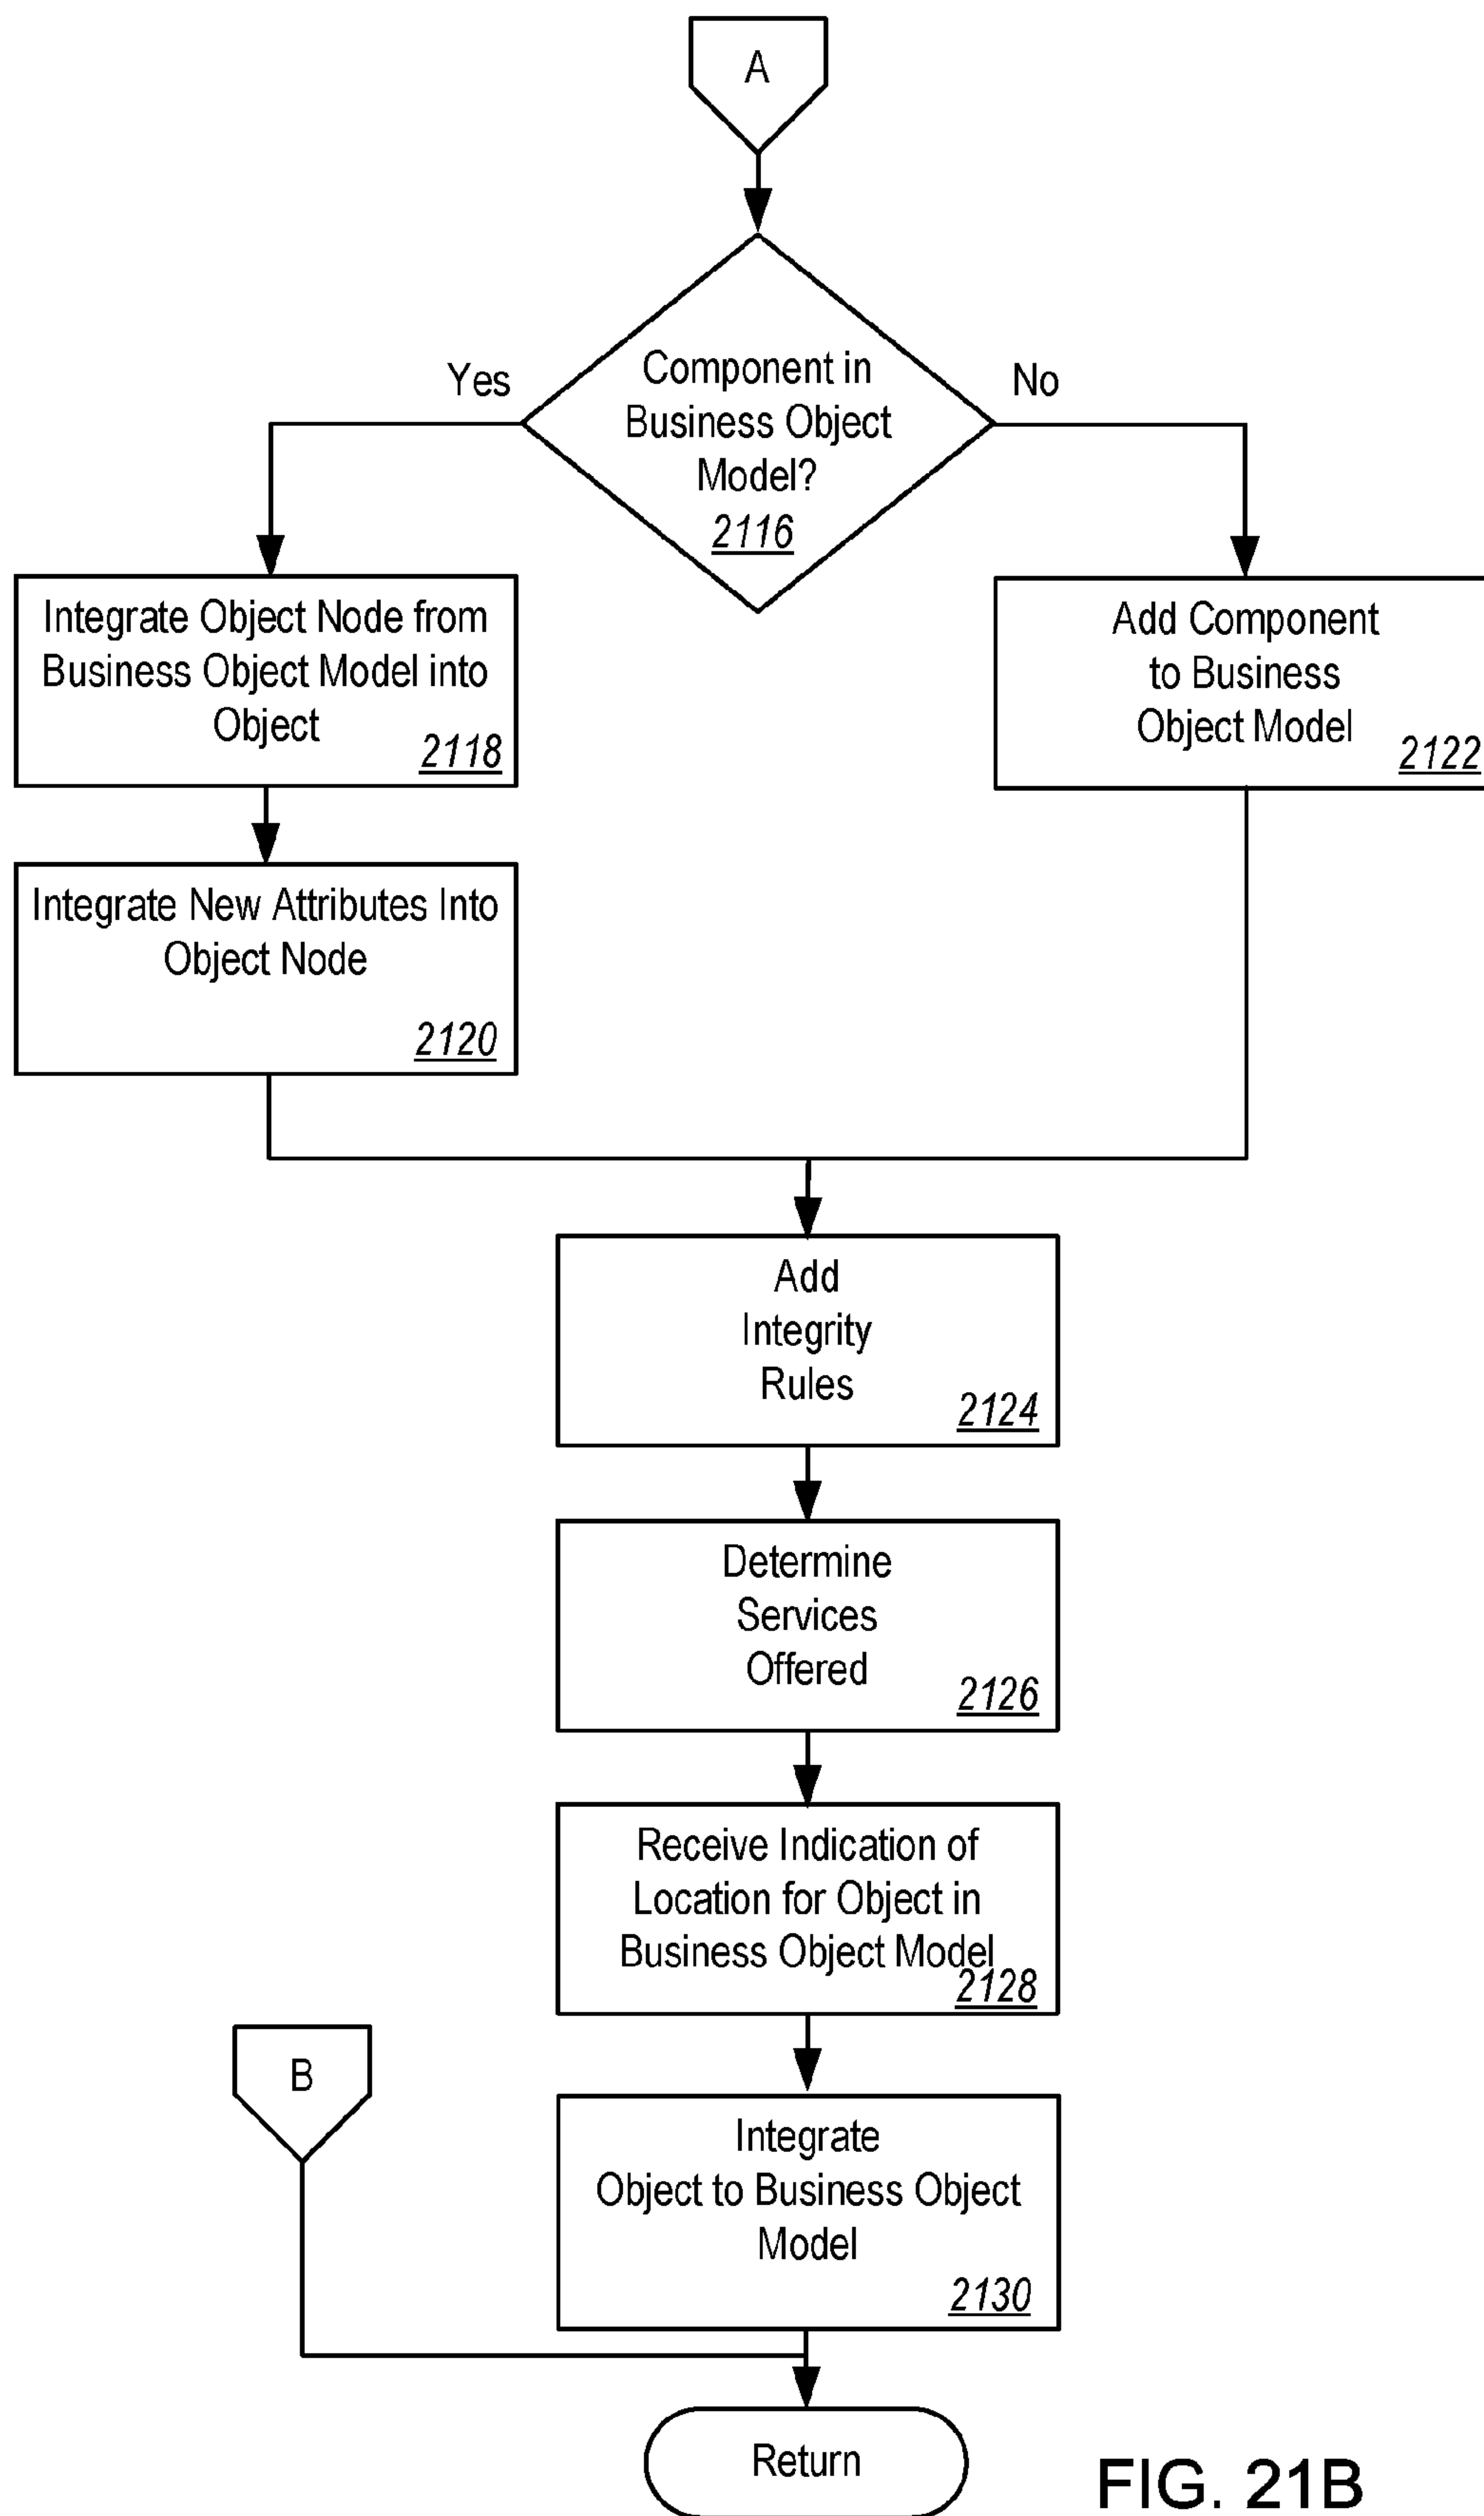 A
Yes
Component in
Business Object
Model?
2116
No
Integrate Object Node from
Business Object Model into
Object
2118
Add Component
to Business
Object Model
2122
Integrate New Attributes Into
Object Node
2120
Add
Integrity
Rules
2124
Determine
Services
Offered
2126
Receive Indication of
Location for Object in
Business Object Model
2128
B
Integrate
Object to Business Object
Model
2130
Return
FIG. 21B